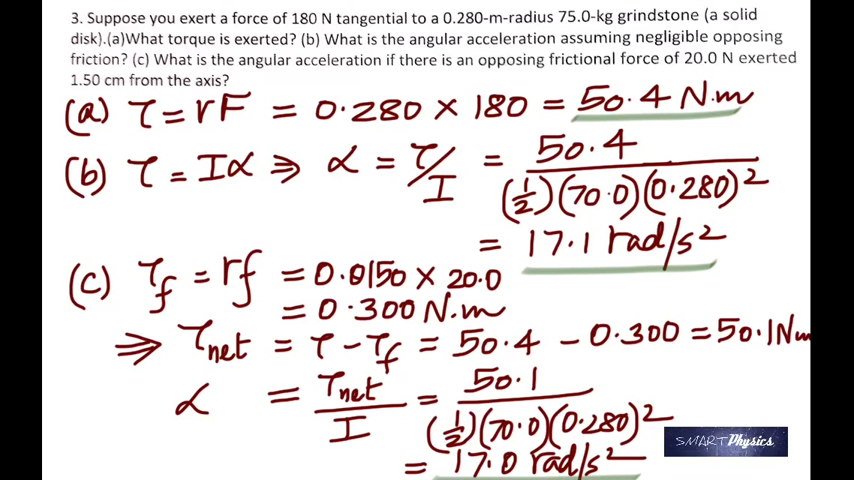 3. Suppose you exert a force of 180 N tangential to a 0.280-m-radius 75.0-kg grindstone (a solid
disk).(a)What torque is exerted? (b) What is the angular acceleration assuming negligible opposing
friction? (c) What is the angular acceleration if there is an opposing frictional force of 20.0 N exerted
1.50 cm from the axis?
(a) τ = rF = 0.280 × 180 = 50.4 N.m
(b) τ = Iα ⇒ α = τ/I = 50.4 / (1/2)(70.0)(0.280)²
= 17.1 rad/s²
(c) τf = rf = 0.0150 × 20.0
= 0.300 N.m
⇒ τnet = τ - τf = 50.4 - 0.300 = 50.1 Nm
α = τnet/I = 50.1 / (1/2)(70.0)(0.280)²
= 17.0 rad/s²
SMART Physics